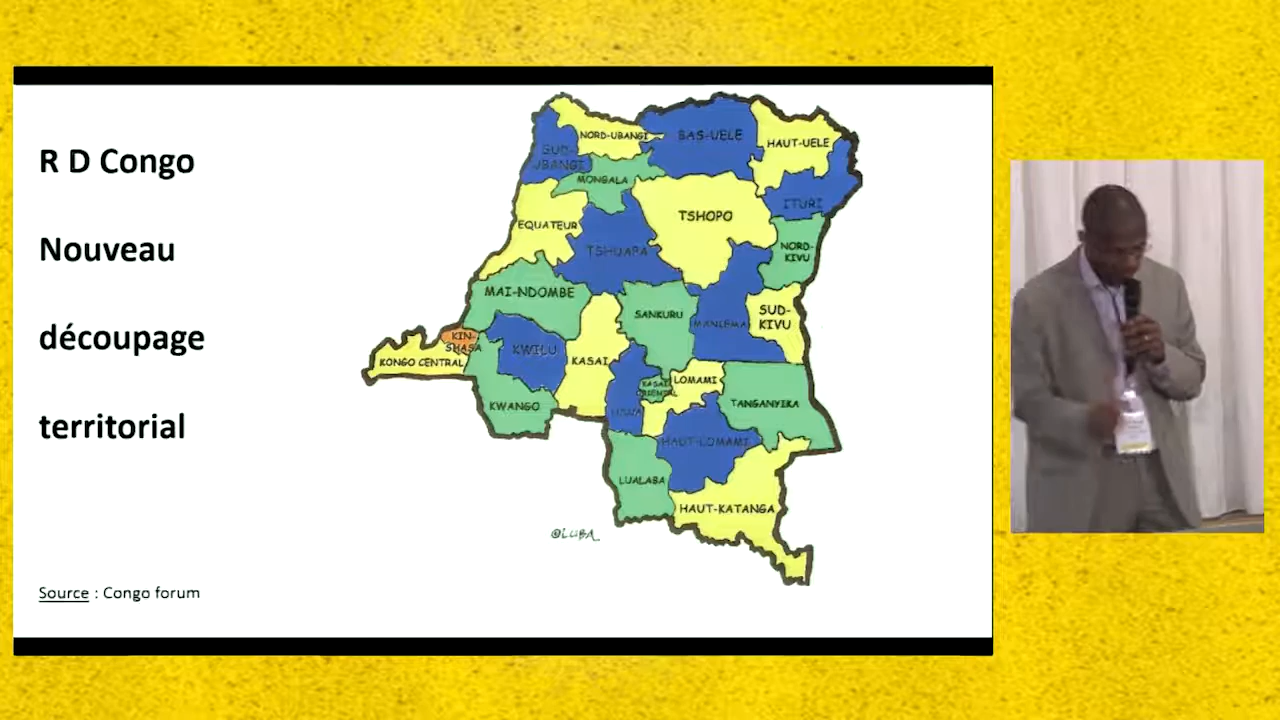 R D Congo
Nouveau
découpage
territorial
NORD-UBANGI
BAS-UELE
HAUT-UELE
SUD-
UBANGI
MONGALA
ITURI
TSHOPO
EQUATEUR
TSHUAPA
NORD-
KIVU
MAI-NDOMBE
SANKURU
MANIEMA
SUD-
KIVU
KIN-
SHASA
KWILU
KONGO CENTRAL
KASAI
KASAI
ORIENTAL
LOMAMI
KWANGO
TANGANYIKA
HAUT-LOMAMI
LUALABA
HAUT-KATANGA
@LUBA
Source : Congo forum